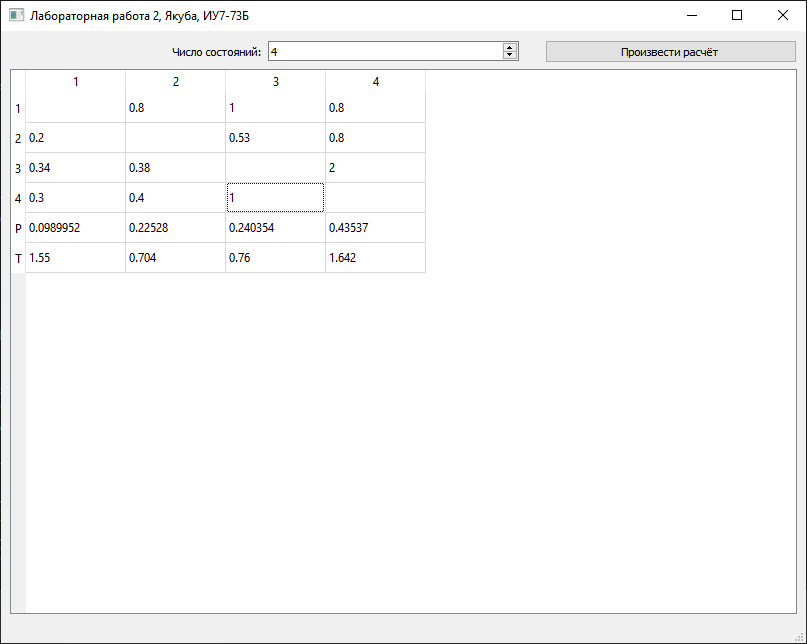 Лабораторная работа 2, Якуба, ИУ7-73Б
Число состояний: 4 Произвести расчёт
1 2 3 4
1 0.8 1 0.8
2 0.2 0.53 0.8
3 0.34 0.38 2
4 0.3 0.4 1
P 0.0989952 0.22528 0.240354 0.43537
T 1.55 0.704 0.76 1.642